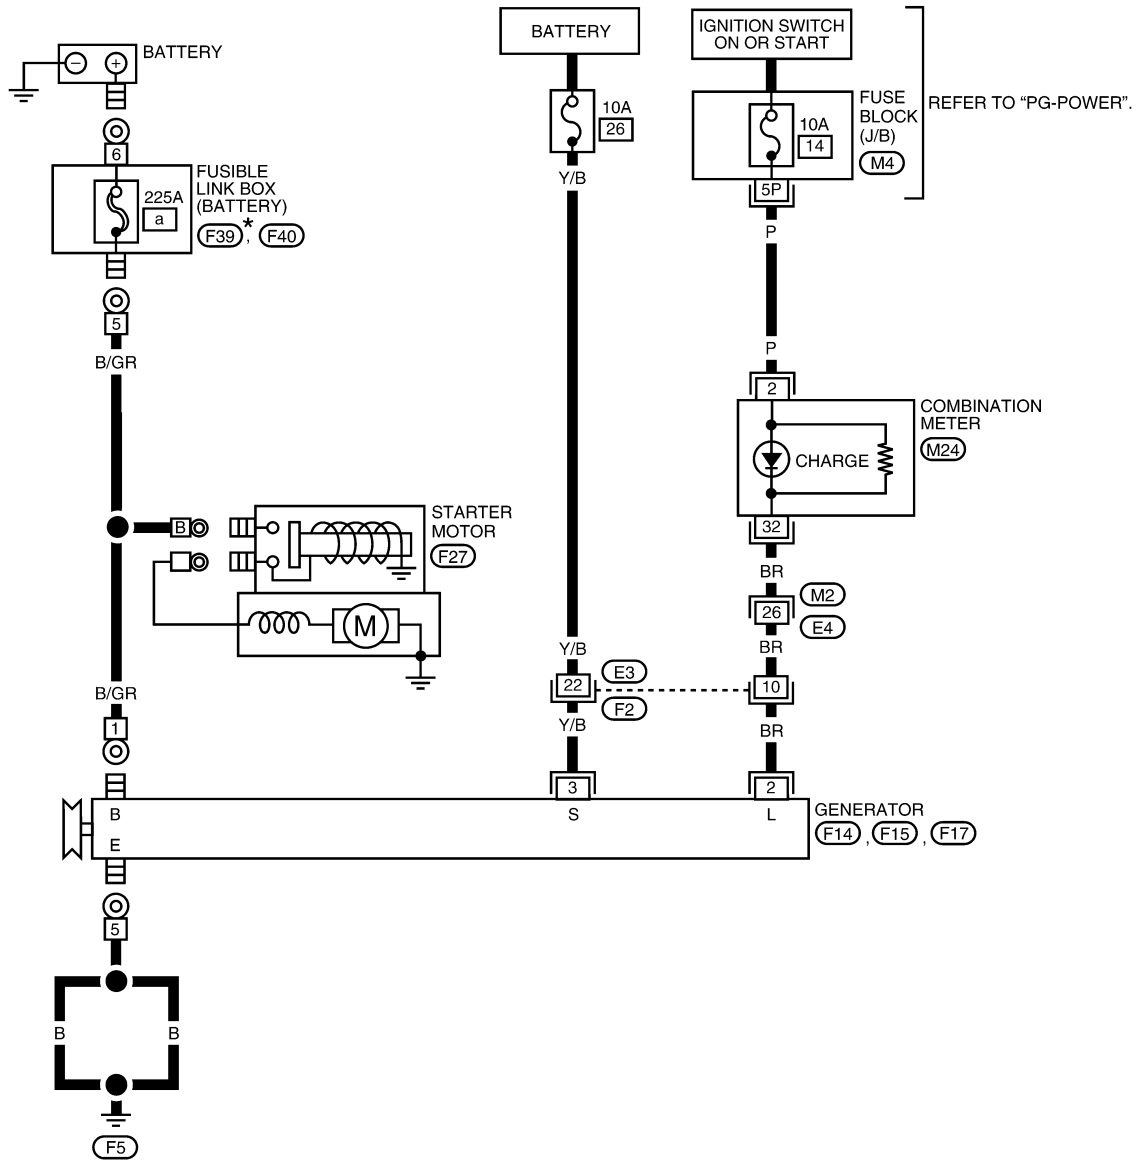 BATTERY
−
+
6
FUSIBLE
LINK BOX
(BATTERY)
225A
a
F39 * , F40
5
B/GR
B
STARTER
MOTOR
F27
M
B/GR
1
BATTERY
10A
26
Y/B
Y/B
22
E3
F2
Y/B
3
IGNITION SWITCH
ON OR START
REFER TO “PG-POWER”.
FUSE
BLOCK
(J/B)
M4
10A
14
5P
P
P
2
COMBINATION
METER
M24
CHARGE
32
BR
M2
26
E4
BR
10
BR
2
B
S
L
E
GENERATOR
F14 , F15 , F17
5
B
B
F5